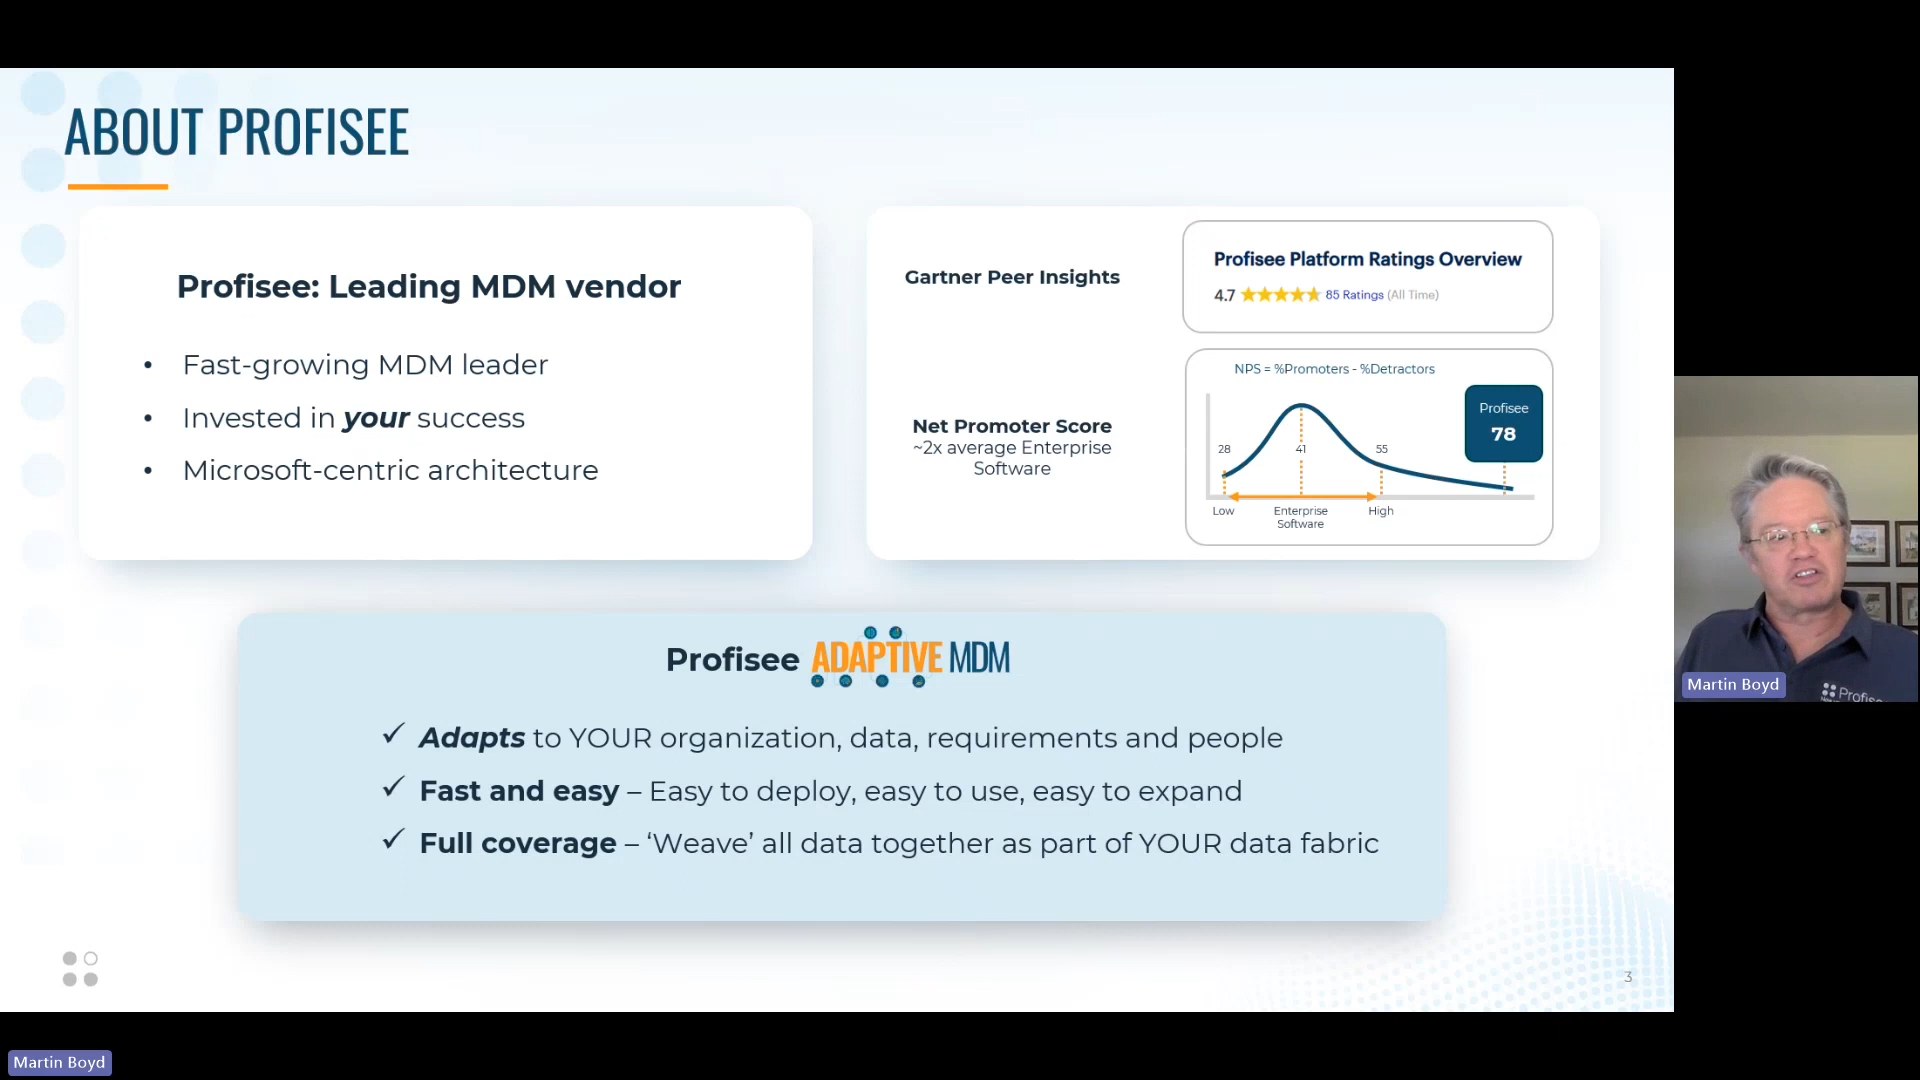 ABOUT PROFISEE
Profisee: Leading MDM vendor
• Fast-growing MDM leader
• Invested in your success
• Microsoft-centric architecture
Gartner Peer Insights
Profisee Platform Ratings Overview
4.7 85 Ratings (All Time)
Net Promoter Score
~2x average Enterprise
Software
NPS = %Promoters - %Detractors
Profisee
78
28 41 55
Low Enterprise High
Software
Profisee ADAPTIVE MDM
✓ Adapts to YOUR organization, data, requirements and people
✓ Fast and easy – Easy to deploy, easy to use, easy to expand
✓ Full coverage – ‘Weave’ all data together as part of YOUR data fabric
3
Martin Boyd
Martin Boyd